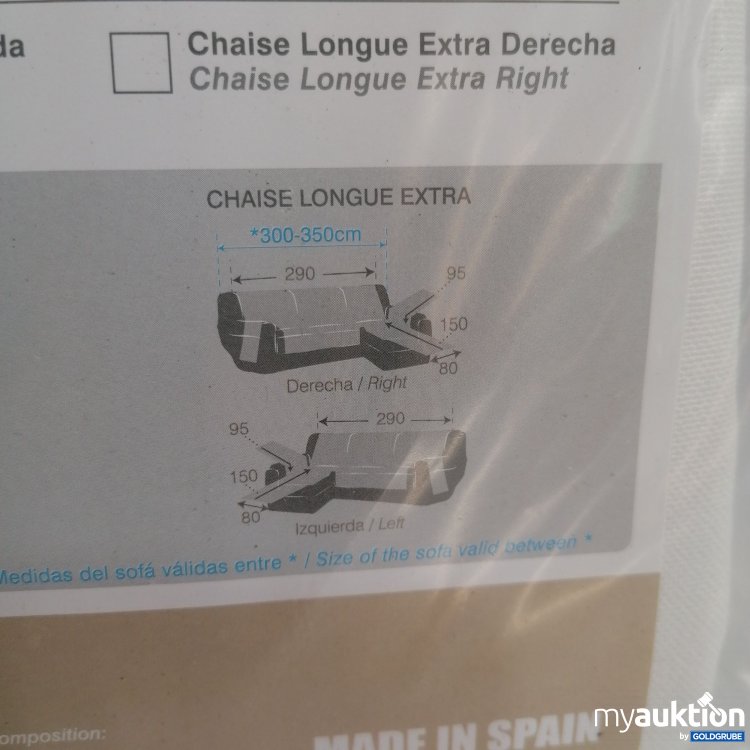 da
Chaise Longue Extra Derecha
Chaise Longue Extra Right
CHAISE LONGUE EXTRA
*300-350cm
290
95
150
80
Derecha / Right
290
95
150
80
Izquierda / Left
Medidas del sofá válidas entre * / Size of the sofa valid between *
omposition:
MADE IN SPAIN
myauktion
by GOLDGRUBE